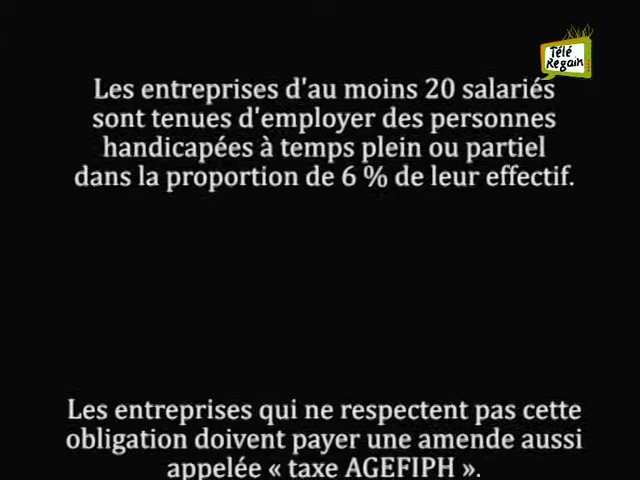 Télé
Regain
Les entreprises d'au moins 20 salariés
sont tenues d'employer des personnes
handicapées à temps plein ou partiel
dans la proportion de 6 % de leur effectif.
Les entreprises qui ne respectent pas cette
obligation doivent payer une amende aussi
appelée « taxe AGEFIPH ».